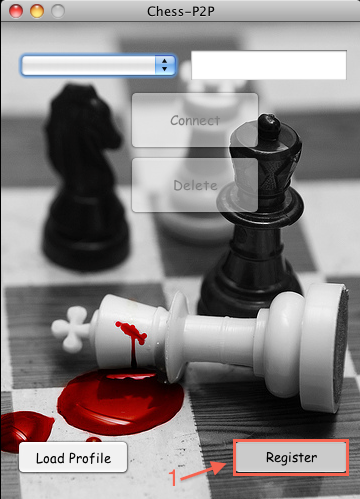 Chess-P2P
Connect
Delete
Load Profile
Register
1